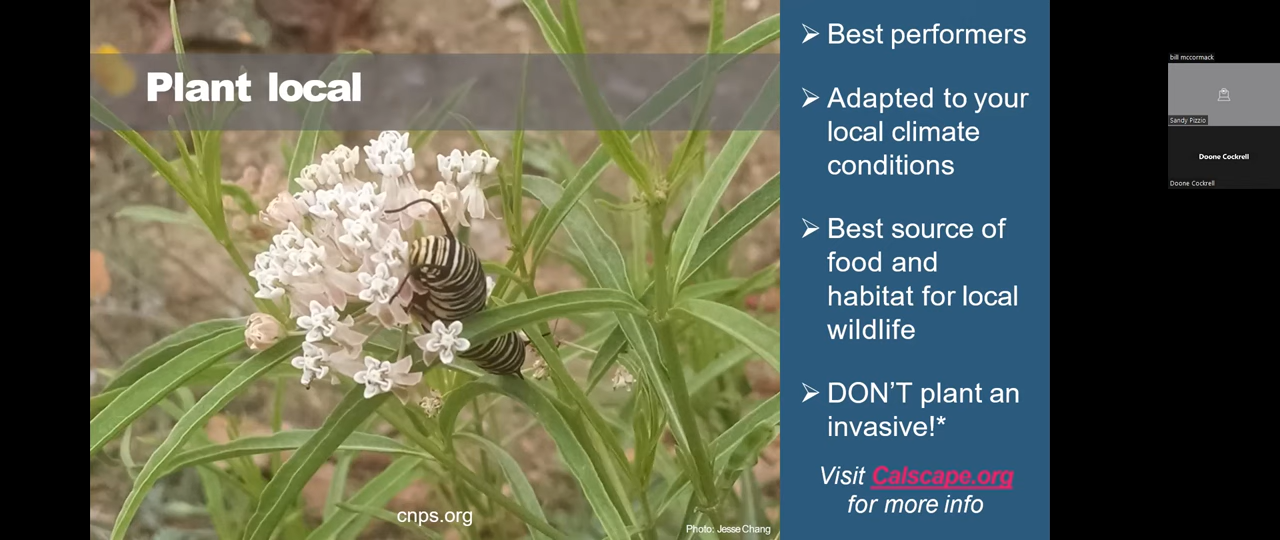 Plant local
➢ Best performers
➢ Adapted to your
local climate
conditions
➢ Best source of
food and
habitat for local
wildlife
➢ DON'T plant an
invasive!*
Visit Calscape.org
for more info
cnps.org
Photo: Jesse Chang
bill mccormack
Sandy Pizzio
Doone Cockrell
Doone Cockrell